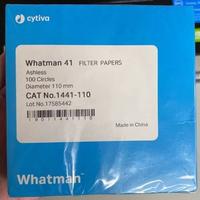 cytiva
Whatman 41 FILTER PAPERS
Ashless
100 Circles
Diameter 110 mm
CAT No.1441-110
Lot No.17585442
Made in China
Whatman